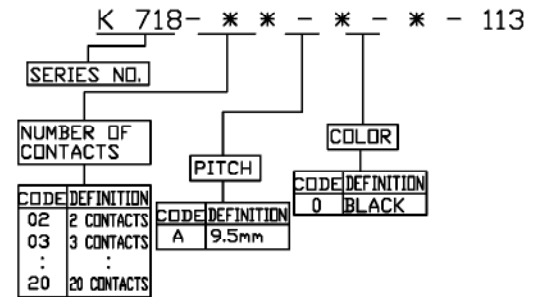 K 718- * * - * - * - 113
SERIES NO.
NUMBER OF
CONTACTS
CODE DEFINITION
02 2 CONTACTS
03 3 CONTACTS
: :
20 20 CONTACTS
PITCH
CODE DEFINITION
A 9.5mm
COLOR
CODE DEFINITION
0 BLACK